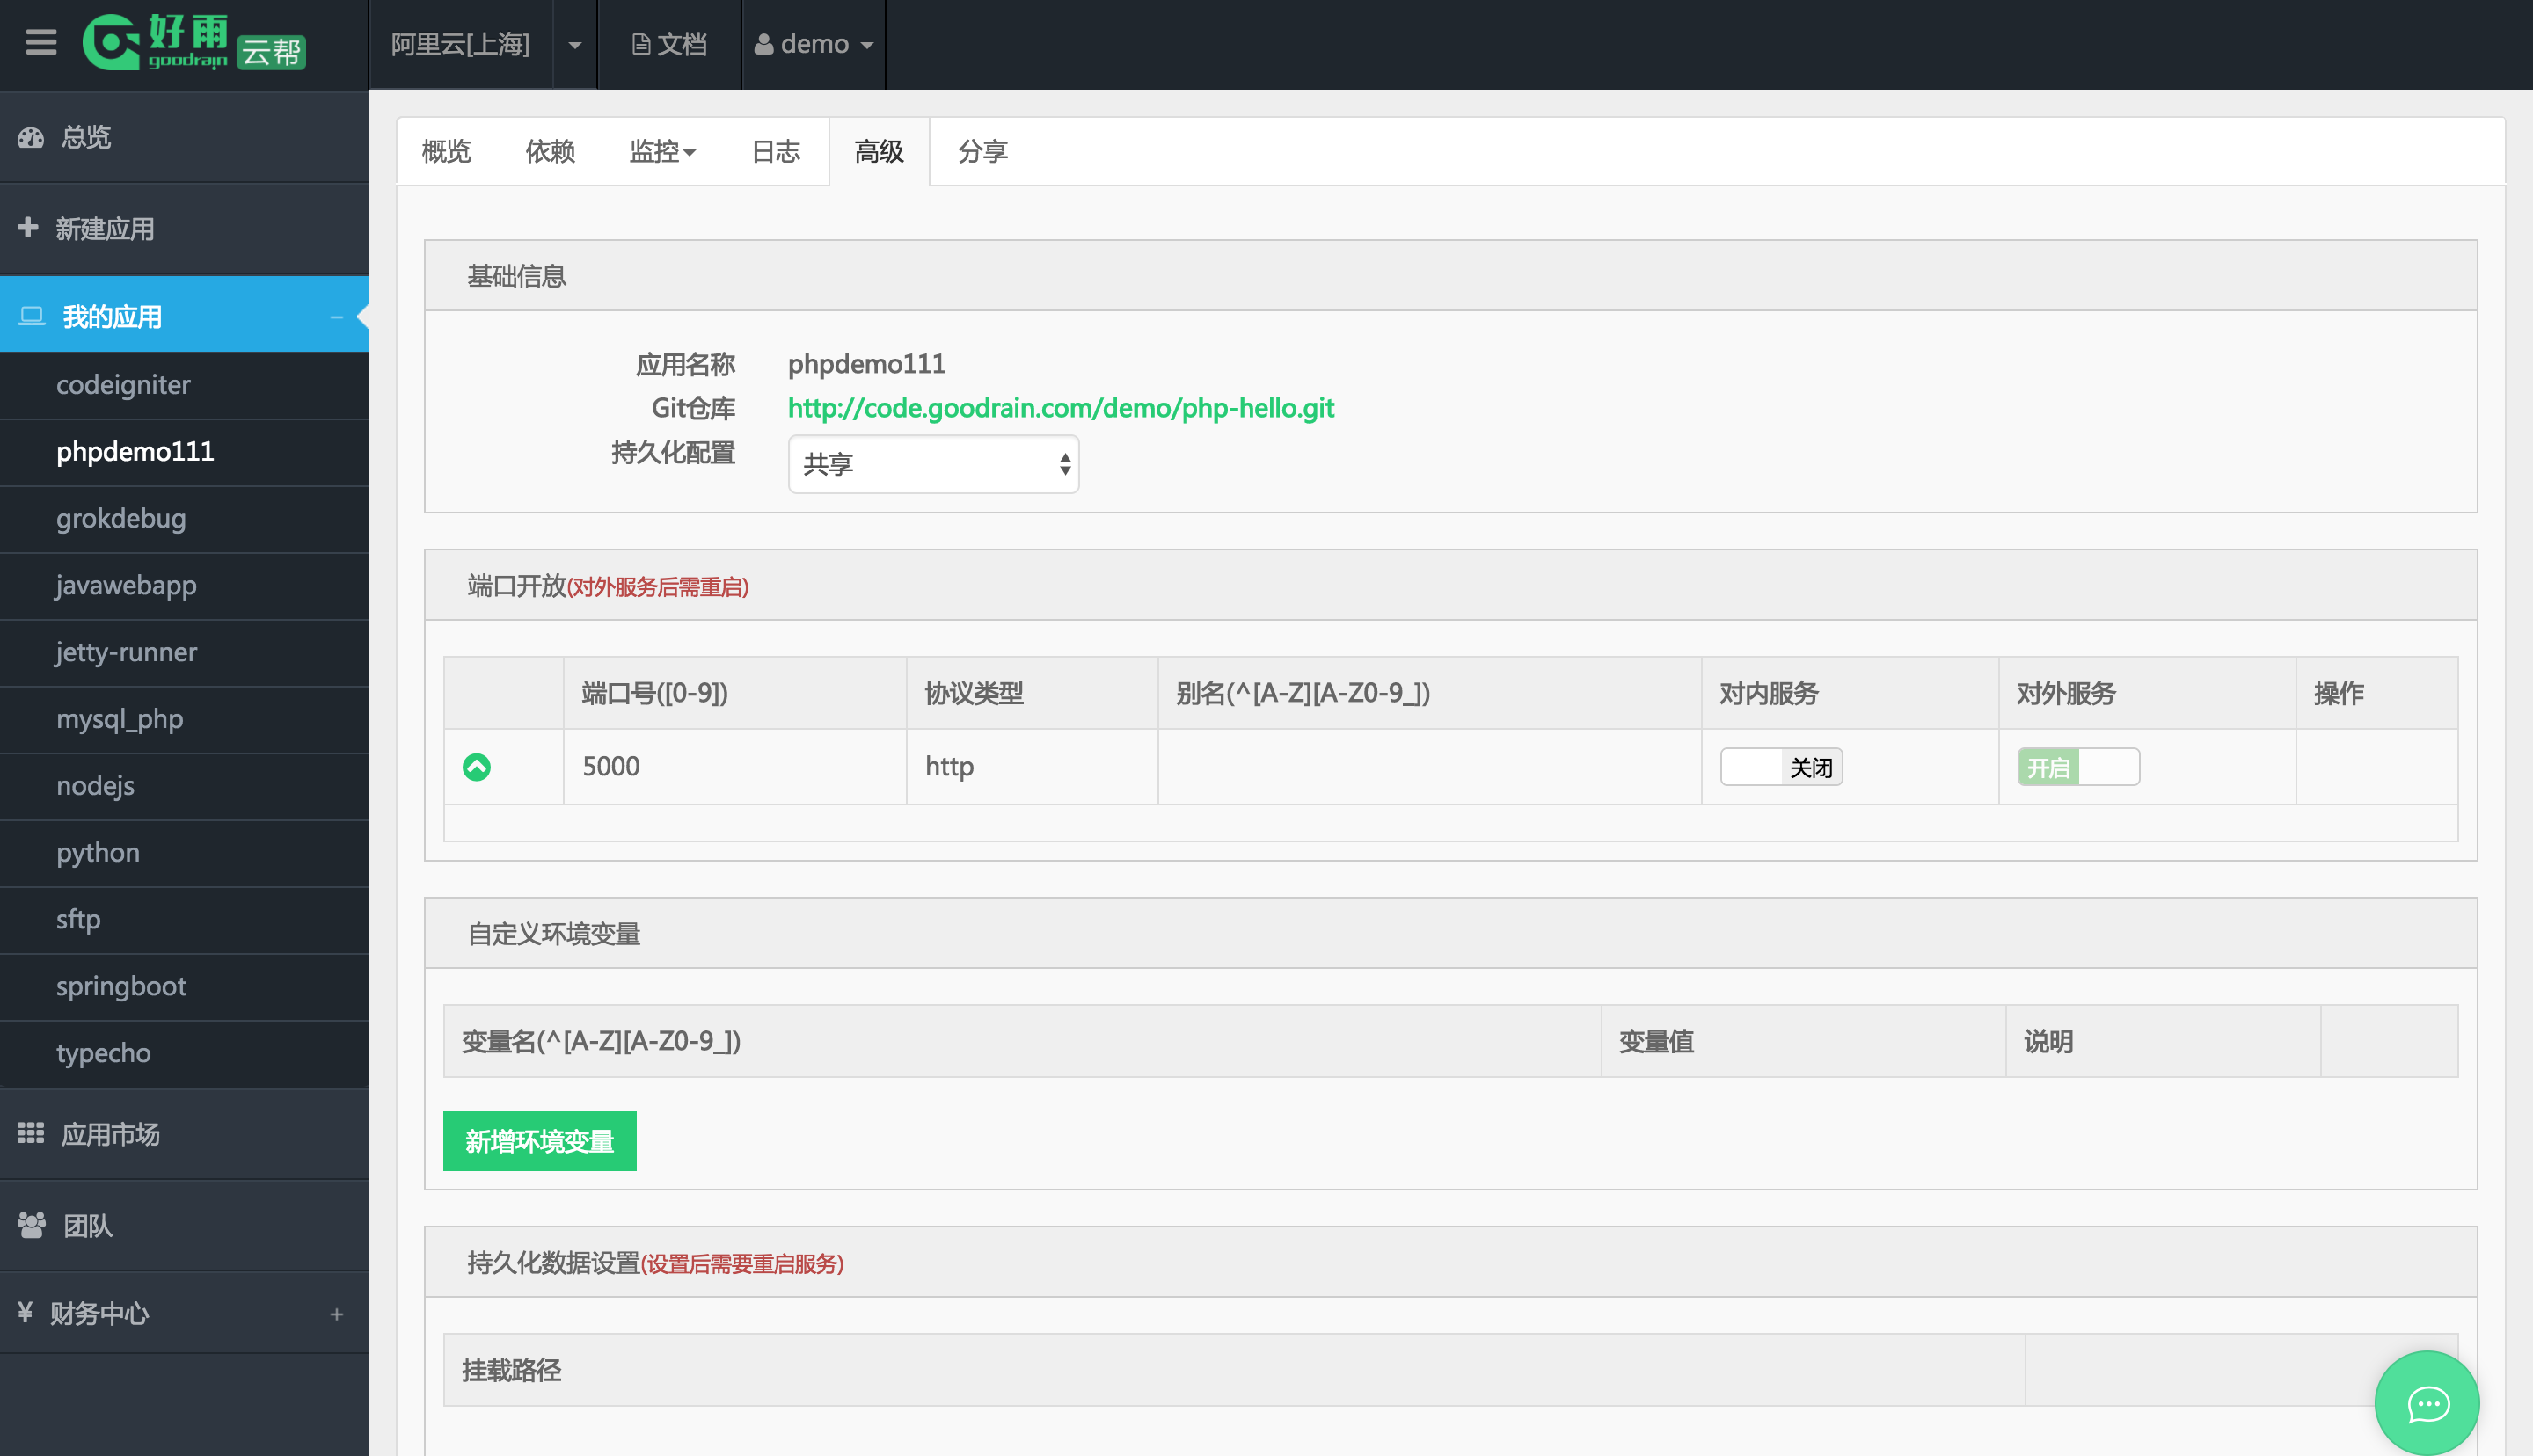 好雨
goodrain 云帮
阿里云[上海]
文档
demo
总览
新建应用
我的应用
codeigniter
phpdemo111
grokdebug
javawebapp
jetty-runner
mysql_php
nodejs
python
sftp
springboot
typecho
应用市场
团队
¥ 财务中心 +
概览 依赖 监控 日志 高级 分享
基础信息
应用名称 phpdemo111
Git仓库 http://code.goodrain.com/demo/php-hello.git
持久化配置 共享
端口开放(对外服务后需重启)
端口号([0-9]) 协议类型 别名(^[A-Z][A-Z0-9_]) 对内服务 对外服务 操作
5000 http 关闭 开启
自定义环境变量
变量名(^[A-Z][A-Z0-9_]) 变量值 说明
新增环境变量
持久化数据设置(设置后需要重启服务)
挂载路径